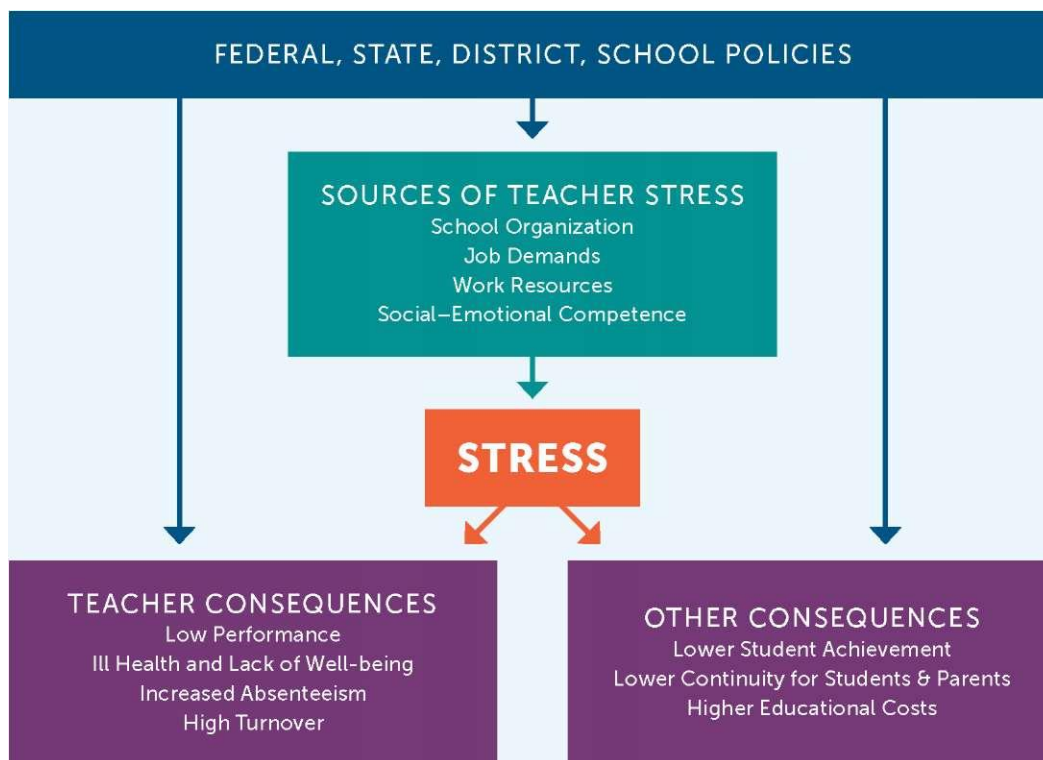 FEDERAL, STATE, DISTRICT, SCHOOL POLICIES
SOURCES OF TEACHER STRESS
School Organization
Job Demands
Work Resources
Social–Emotional Competence
STRESS
TEACHER CONSEQUENCES
Low Performance
Ill Health and Lack of Well-being
Increased Absenteeism
High Turnover
OTHER CONSEQUENCES
Lower Student Achievement
Lower Continuity for Students & Parents
Higher Educational Costs